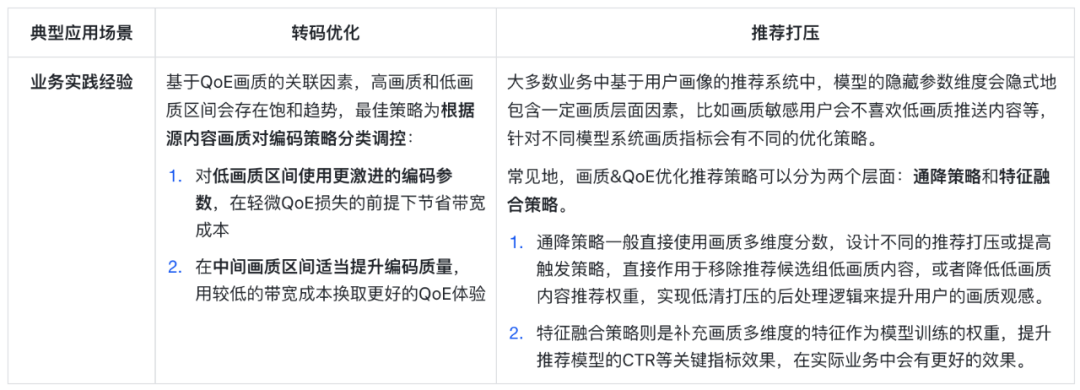 典型应用场景
转码优化
推荐打压
业务实践经验
基于QoE画质的关联因素，高画质和低画
质区间会存在饱和趋势，最佳策略为根据
源内容画质对编码策略分类调控：
1. 对低画质区间使用更激进的编码参
数，在轻微QoE损失的前提下节省带宽
成本
2. 在中间画质区间适当提升编码质量，
用较低的带宽成本换取更好的QoE体验
大多数业务中基于用户画像的推荐系统中，模型的隐藏参数维度会隐式地
包含一定画质层面因素，比如画质敏感用户会不喜欢低画质推送内容等，
针对不同模型系统画质指标会有不同的优化策略。
常见地，画质&QoE优化推荐策略可以分为两个层面：通降策略和特征融
合策略。
1. 通降策略一般直接使用画质多维度分数，设计不同的推荐打压或提高
触发策略，直接作用于移除推荐候选组低画质内容，或者降低低画质
内容推荐权重，实现低清打压的后处理逻辑来提升用户的画质观感。
2. 特征融合策略则是补充画质多维度的特征作为模型训练的权重，提升
推荐模型的CTR等关键指标效果，在实际业务中会有更好的效果。